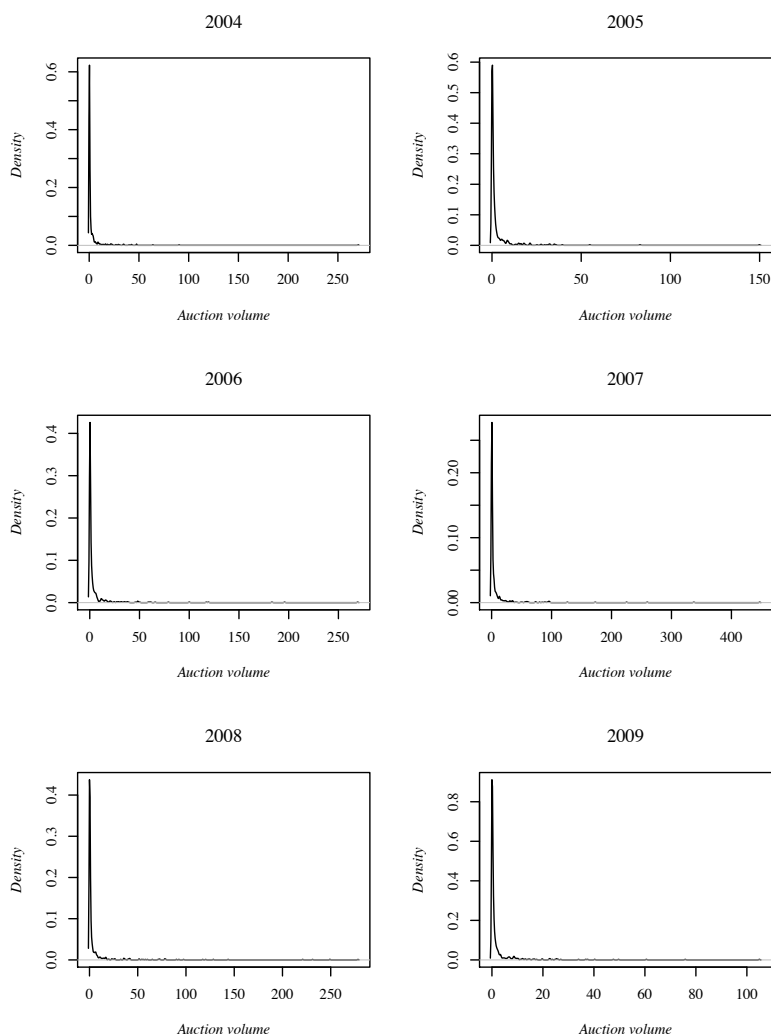 2004
Density
0.0 0.2 0.4 0.6
0 50 100 150 200 250
Auction volume
2005
Density
0.0 0.1 0.2 0.3 0.4 0.5 0.6
0 50 100 150
Auction volume
2006
Density
0.0 0.1 0.2 0.3 0.4
0 50 100 150 200 250
Auction volume
2007
Density
0.00 0.10 0.20
0 100 200 300 400
Auction volume
2008
Density
0.0 0.1 0.2 0.3 0.4
0 50 100 150 200 250
Auction volume
2009
Density
0.0 0.2 0.4 0.6 0.8
0 20 40 60 80 100
Auction volume